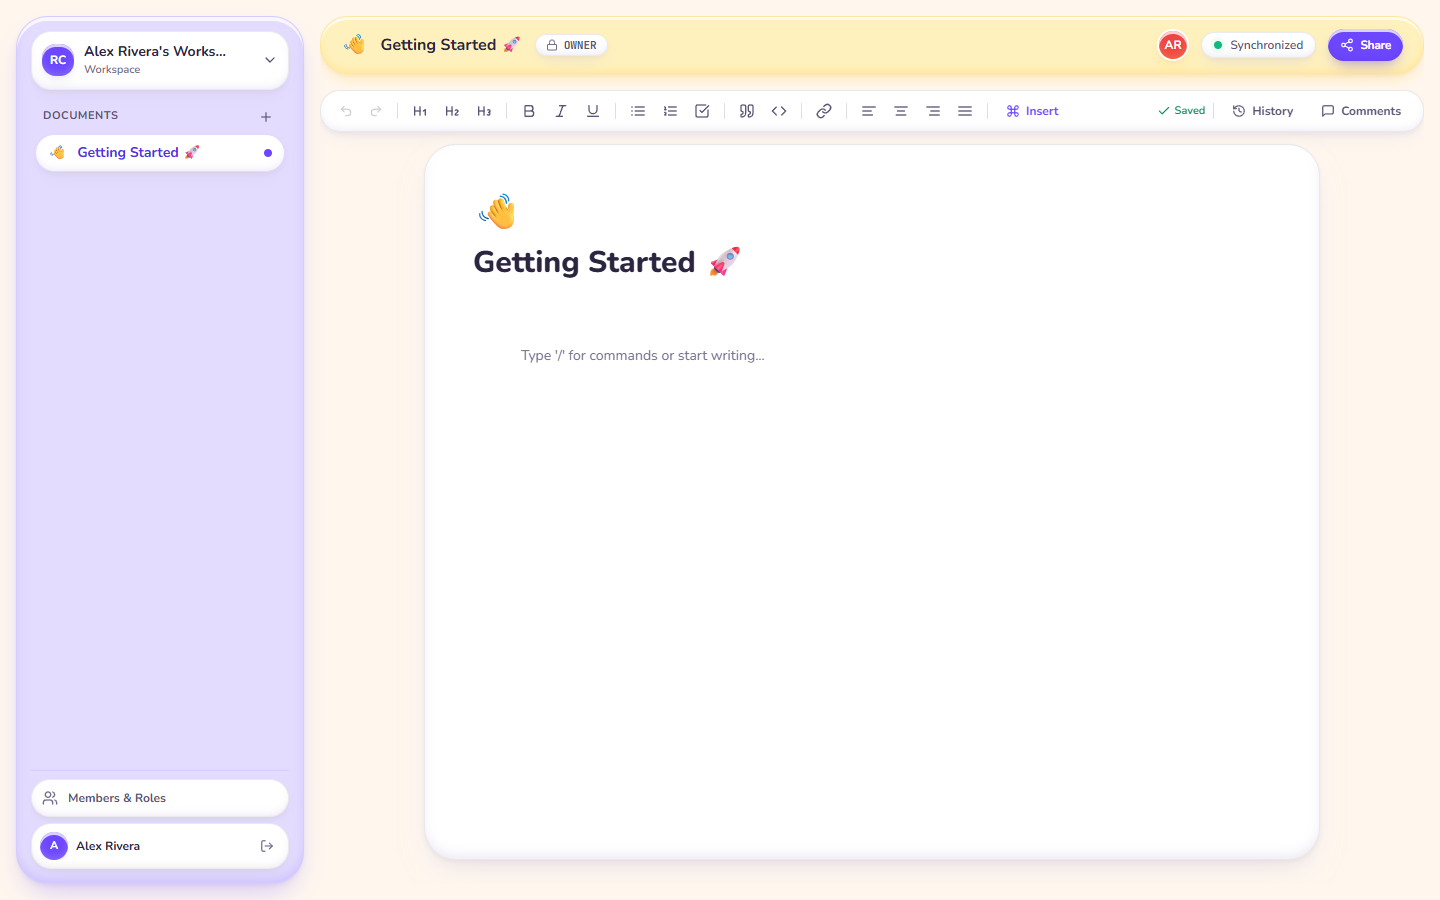 RC
Alex Rivera's Works...
Workspace
DOCUMENTS
Getting Started 🚀
Members & Roles
A
Alex Rivera
Getting Started 🚀
OWNER
AR
Synchronized
Share
H1 H2 H3 B I U
Insert
Saved
History
Comments
Getting Started 🚀
Type '/' for commands or start writing...